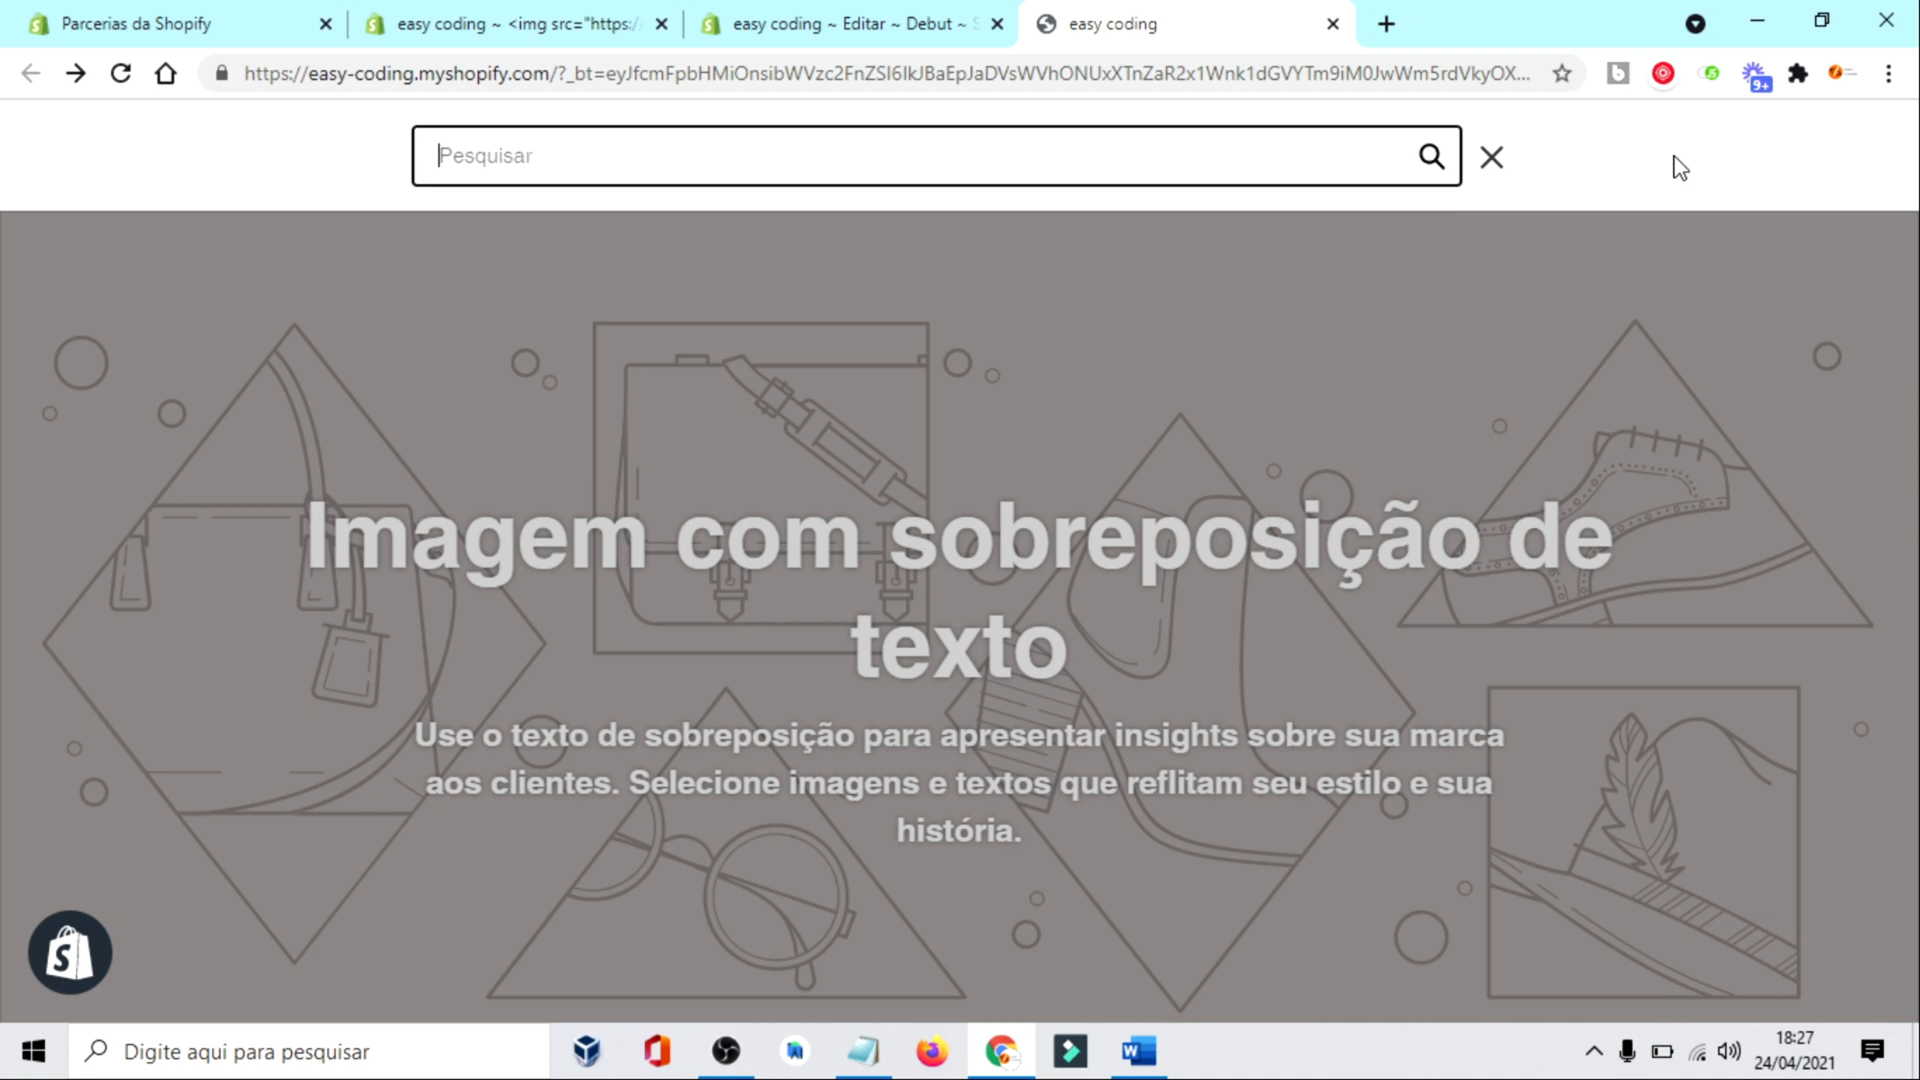 Parcerias da Shopify
easy coding ~ <img src="https:/
easy coding ~ Editar ~ Debut ~
easy coding
https://easy-coding.myshopify.com/?_bt=eyJfcmFpbHMiOnsibWVzc2FnZSI6IkJBaEpJaDVsWVhONUxXTnZaR2x1Wnk1dGVYTm9iM0JwWm5rdVkyOX...
9+
Pesquisar
Imagem com sobreposição de
texto
Use o texto de sobreposição para apresentar insights sobre sua marca
aos clientes. Selecione imagens e textos que reflitam seu estilo e sua
história.
Digite aqui para pesquisar
18:27
24/04/2021